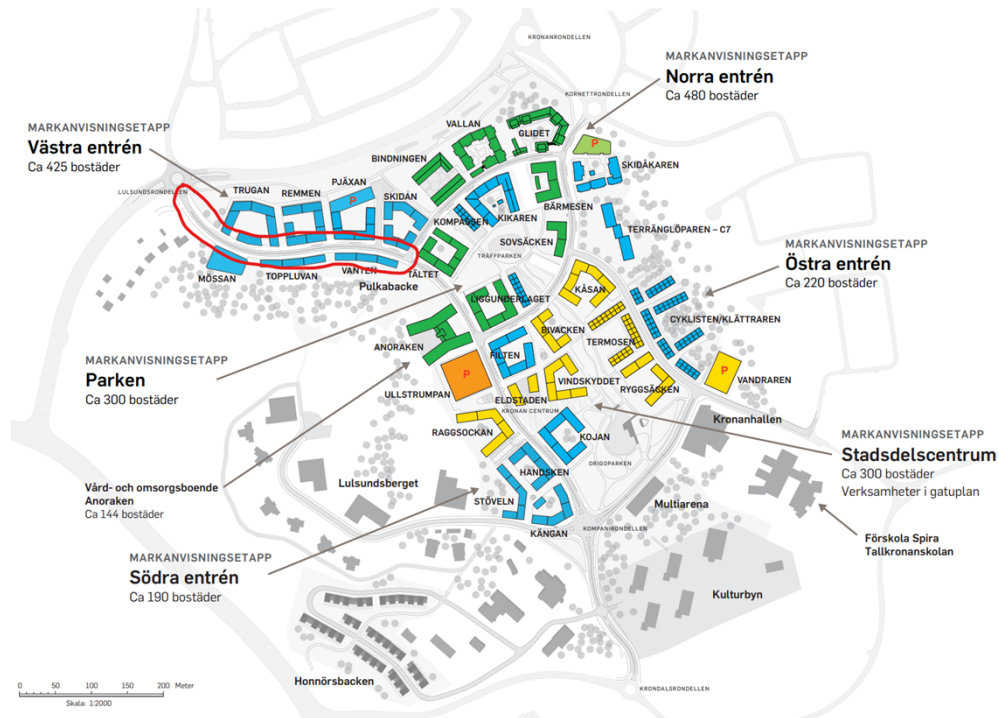 KRONANRONDELLEN
MARKANVISNINGSETAPP
Norra entrén
Ca 480 bostäder
KORNETTRONDELLEN
MARKANVISNINGSETAPP
Västra entrén
Ca 425 bostäder
VALLAN
GLIDET
P
BINDNINGEN
SKIDÅKAREN
LULSUNDSRONDELLEN
TRUGAN
REMMEN
PJÄXAN
P
SKIDAN
KOMPASSEN
KIKAREN
BÄRMESEN
TERRÄNGLÖPAREN – C7
SOVSÄCKEN
TRÄFFPARKEN
MÖSSAN
TOPPLUVAN
VANTEN
TÄLTET
Pulkabacke
MARKANVISNINGSETAPP
Östra entrén
Ca 220 bostäder
KÅSAN
LIGGUNDERLAGET
CYKLISTEN/KLÄTTRAREN
BIVACKEN
TERMOSEN
ANORAKEN
FILTEN
MARKANVISNINGSETAPP
Parken
Ca 300 bostäder
P
P
VINDSKYDDET
VANDRAREN
RYGGSÄCKEN
ULLSTRUMPAN
ELDSTADEN
KRONAN CENTRUM
Kronanhallen
RAGGSOCKAN
KOJAN
MARKANVISNINGSETAPP
Stadsdelscentrum
Ca 300 bostäder
Verksamheter i gatuplan
ORIGOPARKEN
HANDSKEN
Lulsundsberget
Vård- och omsorgsboende
Anoraken
Ca 144 bostäder
STÖVELN
Multiarena
KOMPANIRONDELLEN
KÄNGAN
Förskola Spira
Tallkronanskolan
MARKANVISNINGSETAPP
Södra entrén
Ca 190 bostäder
Kulturbyn
Honnörsbacken
KRONDALSRONDELLEN
0 50 100 150 200 Meter
Skala: 1:2000